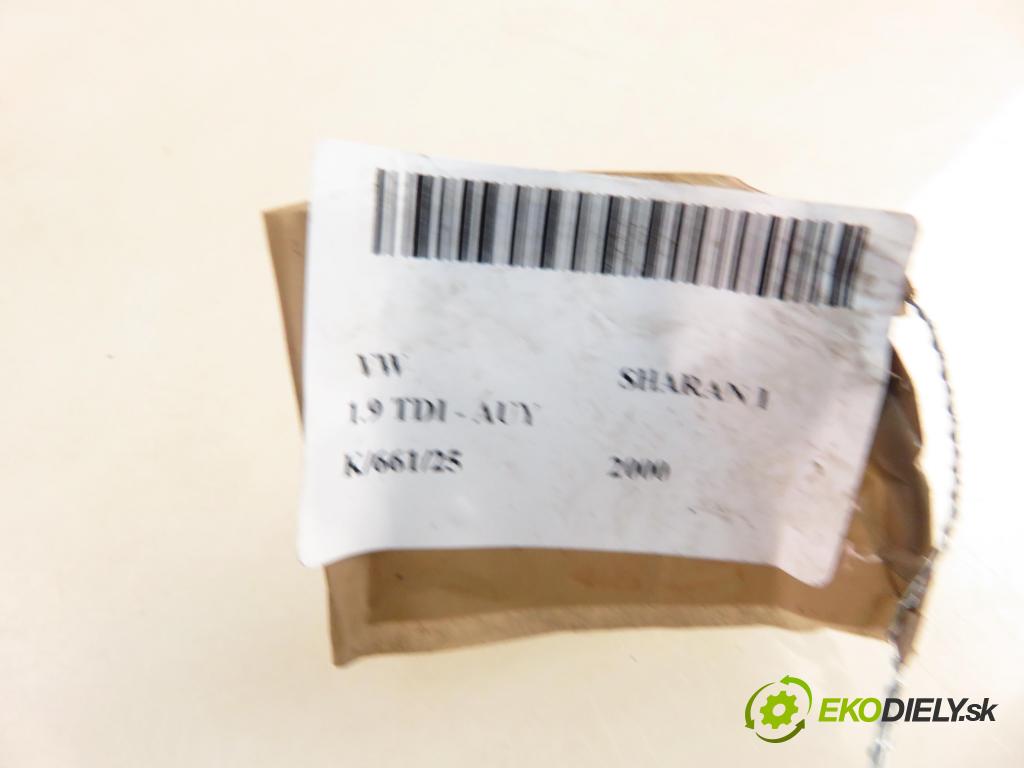 VW SHARAN I
1.9 TDI - AUY
K/661/25 2000
EKODIELY.sk